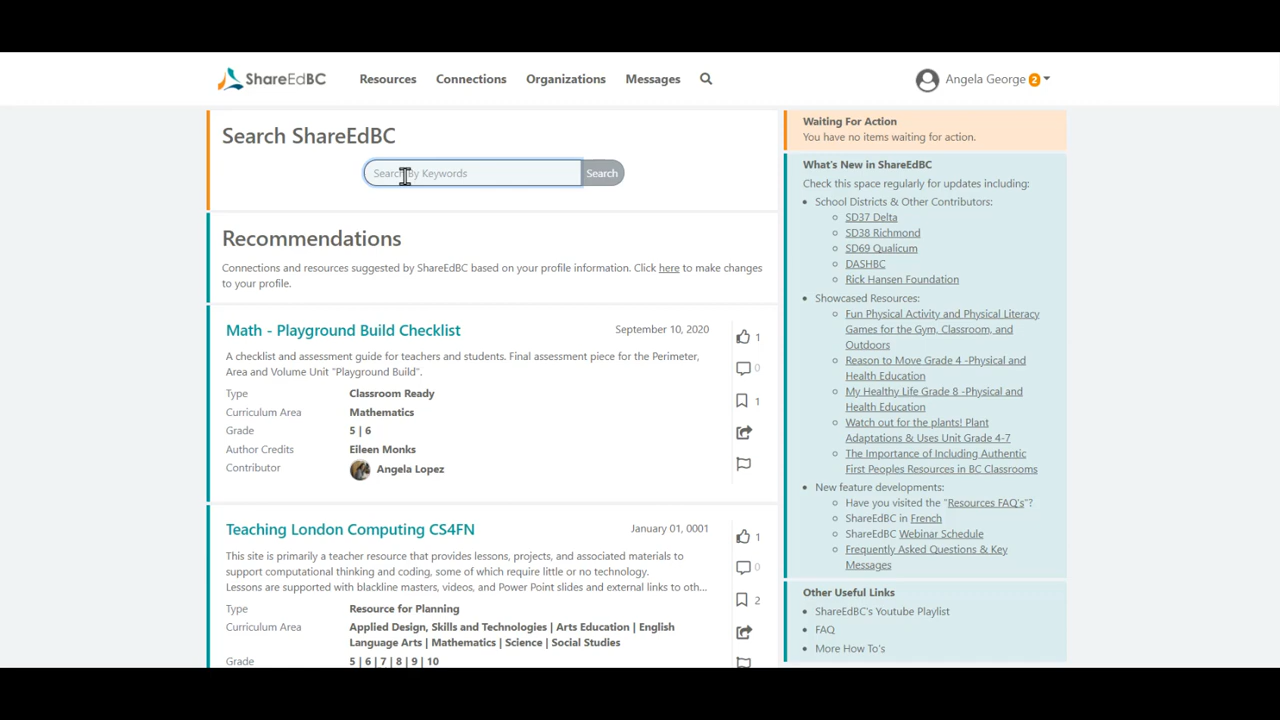 ShareEdBC
Resources
Connections
Organizations
Messages
Angela George 2
Search ShareEdBC
Search By Keywords
Search
Recommendations
Connections and resources suggested by ShareEdBC based on your profile information. Click here to make changes
to your profile.
Math - Playground Build Checklist
September 10, 2020
A checklist and assessment guide for teachers and students. Final assessment piece for the Perimeter,
Area and Volume Unit "Playground Build".
Type Classroom Ready
Curriculum Area Mathematics
Grade 5 | 6
Author Credits Eileen Monks
Contributor Angela Lopez
1
0
1
Teaching London Computing CS4FN
January 01, 0001
This site is primarily a teacher resource that provides lessons, projects, and associated materials to
support computational thinking and coding, some of which require little or no technology.
Lessons are supported with blackline masters, videos, and Power Point slides and external links to oth...
Type Resource for Planning
Curriculum Area Applied Design, Skills and Technologies | Arts Education | English
Language Arts | Mathematics | Science | Social Studies
Grade 5 | 6 | 7 | 8 | 9 | 10
1
0
2
Waiting For Action
You have no items waiting for action.
What's New in ShareEdBC
Check this space regularly for updates including:
School Districts & Other Contributors:
SD37 Delta
SD38 Richmond
SD69 Qualicum
DASHBC
Rick Hansen Foundation
Showcased Resources:
Fun Physical Activity and Physical Literacy
Games for the Gym, Classroom, and
Outdoors
Reason to Move Grade 4 -Physical and
Health Education
My Healthy Life Grade 8 -Physical and
Health Education
Watch out for the plants! Plant
Adaptations & Uses Unit Grade 4-7
The Importance of Including Authentic
First Peoples Resources in BC Classrooms
New feature developments:
Have you visited the "Resources FAQ's"?
ShareEdBC in French
ShareEdBC Webinar Schedule
Frequently Asked Questions & Key
Messages
Other Useful Links
ShareEdBC's Youtube Playlist
FAQ
More How To's